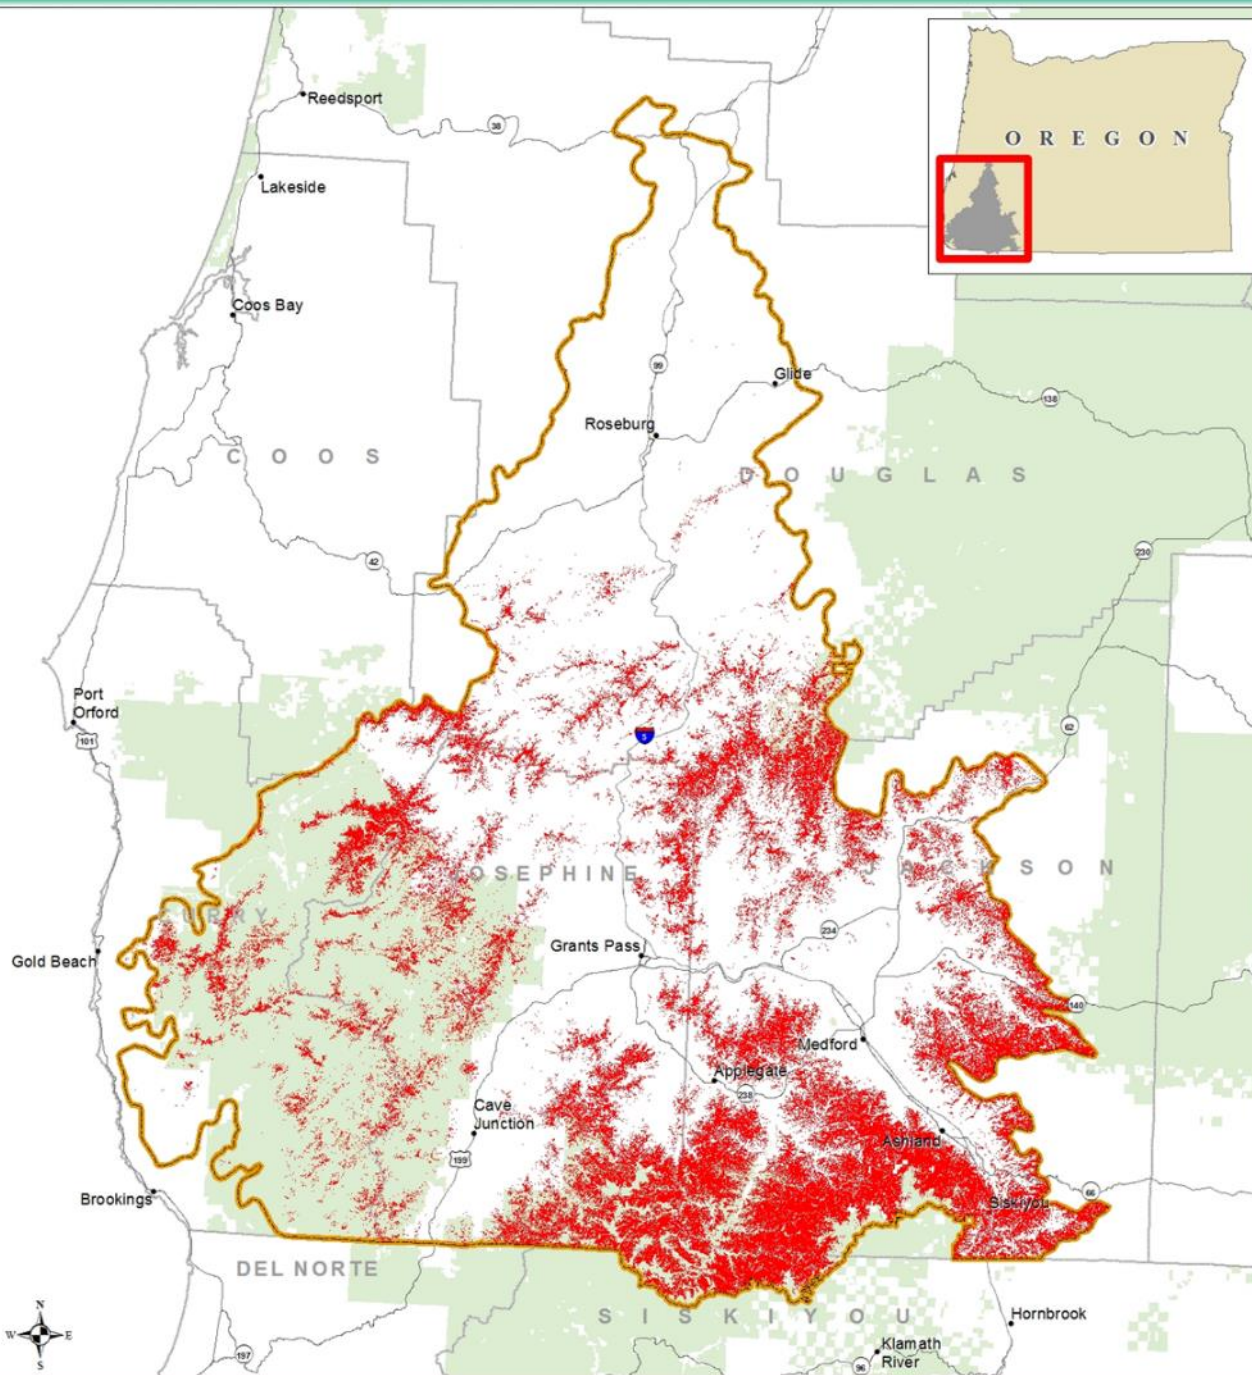 Reedsport
38
OREGON
Lakeside
Coos Bay
99
Glide
138
Roseburg
COOS
DOUGLAS
230
42
Port
Orford
101
5
62
JOSEPHINE
JACKSON
CURRY
234
Grants Pass
Gold Beach
140
Medford
Applegate
238
Cave
Junction
Ashland
199
Brookings
66
Siskiyou
DEL NORTE
SISKIYOU
Hornbrook
N
W E
S
197
Klamath
River
96